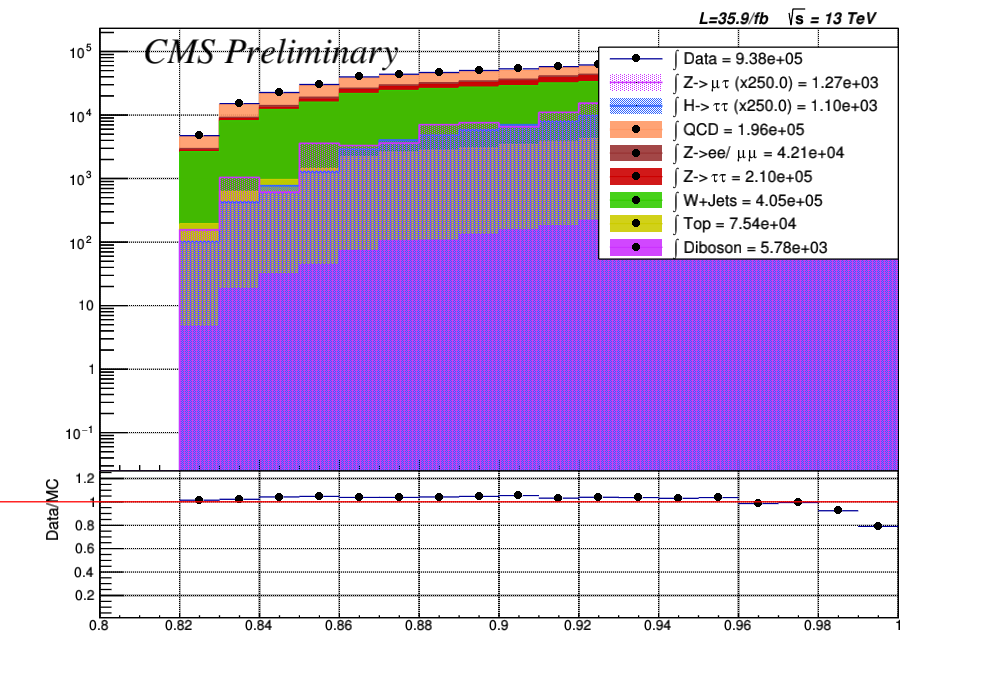 L=35.9/fb √s = 13 TeV
CMS Preliminary
10⁵
10⁴
10³
10²
10
1
10⁻¹
∫ Data = 9.38e+05
∫ Z->μτ (x250.0) = 1.27e+03
∫ H->ττ (x250.0) = 1.10e+03
∫ QCD = 1.96e+05
∫ Z->ee/ μμ = 4.21e+04
∫ Z->ττ = 2.10e+05
∫ W+Jets = 4.05e+05
∫ Top = 7.54e+04
∫ Diboson = 5.78e+03
Data/MC
1.2
1
0.8
0.6
0.4
0.2
0.8 0.82 0.84 0.86 0.88 0.9 0.92 0.94 0.96 0.98 1